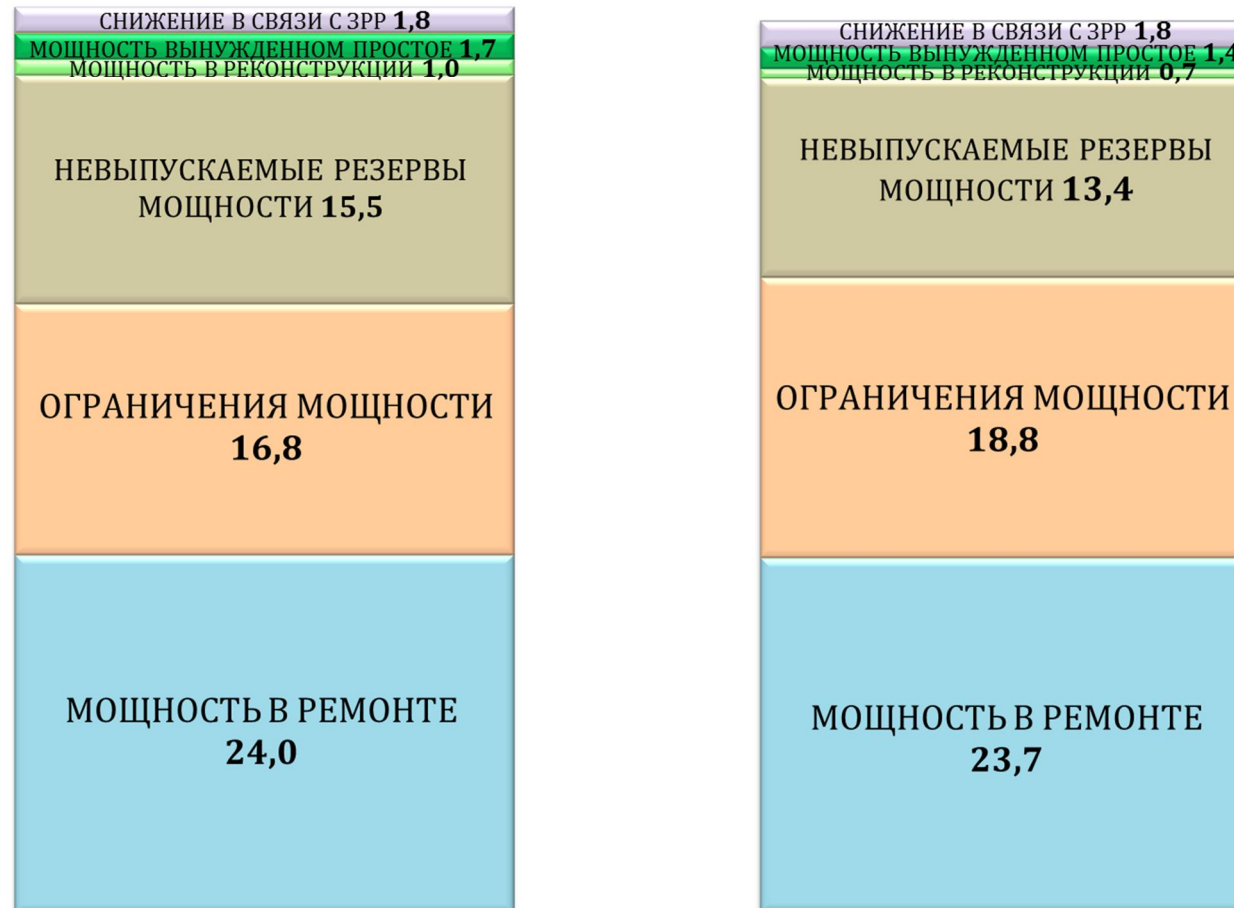 СНИЖЕНИЕ В СВЯЗИ С ЗРР 1,8
МОЩНОСТЬ ВЫНУЖДЕННОМ ПРОСТОЕ 1,7
МОЩНОСТЬ В РЕКОНСТРУКЦИИ 1,0
НЕВЫПУСКАЕМЫЕ РЕЗЕРВЫ
МОЩНОСТИ 15,5
ОГРАНИЧЕНИЯ МОЩНОСТИ
16,8
МОЩНОСТЬ В РЕМОНТЕ
24,0
СНИЖЕНИЕ В СВЯЗИ С ЗРР 1,8
МОЩНОСТЬ ВЫНУЖДЕННОМ ПРОСТОЕ 1,4
МОЩНОСТЬ В РЕКОНСТРУКЦИИ 0,7
НЕВЫПУСКАЕМЫЕ РЕЗЕРВЫ
МОЩНОСТИ 13,4
ОГРАНИЧЕНИЯ МОЩНОСТИ
18,8
МОЩНОСТЬ В РЕМОНТЕ
23,7